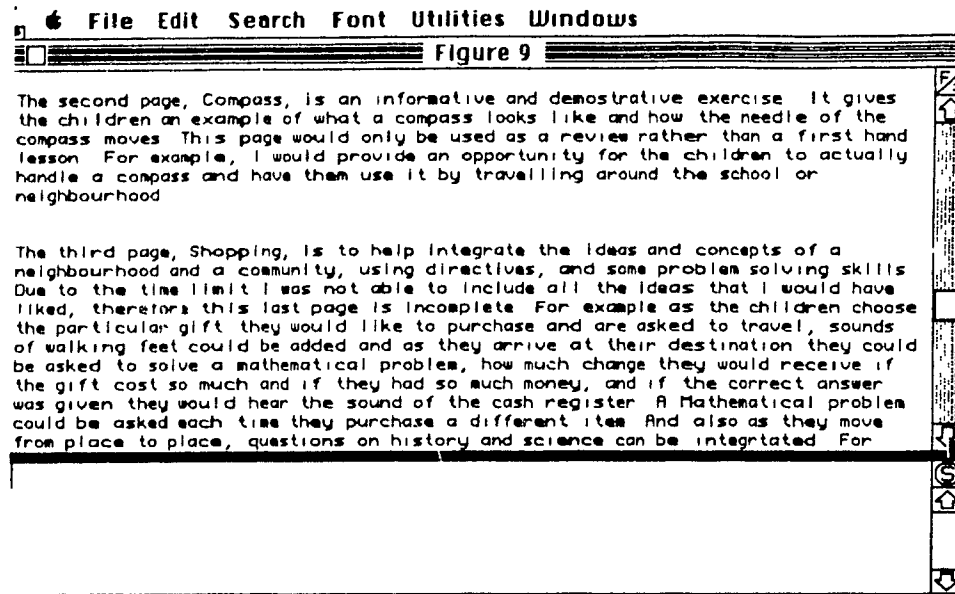 File Edit Search Font Utilities Windows
Figure 9
The second page, Compass, is an informative and demostrative exercise It gives
the children an example of what a compass looks like and how the needle of the
compass moves This page would only be used as a review rather than a first hand
lesson For example, I would provide an opportunity for the children to actually
handle a compass and have them use it by travelling around the school or
neighbourhood
The third page, Shopping, is to help integrate the ideas and concepts of a
neighbourhood and a community, using directives, and some problem solving skills
Due to the time limit I was not able to include all the ideas that I would have
liked, therefore this last page is incomplete For example as the children choose
the particular gift they would like to purchase and are asked to travel, sounds
of walking feet could be added and as they arrive at their destination they could
be asked to solve a mathematical problem, how much change they would receive if
the gift cost so much and if they had so much money, and if the correct answer
was given they would hear the sound of the cash register A Mathematical problem
could be asked each time they purchase a different item And also as they move
from place to place, questions on history and science can be integrtated For
F
S